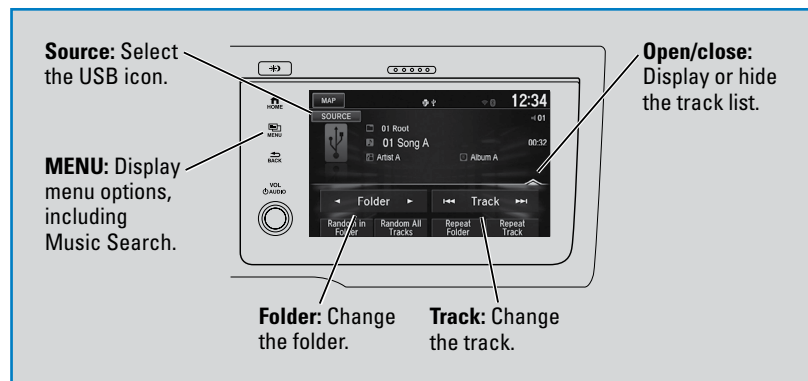 Source: Select
the USB icon.
Open/close:
Display or hide
the track list.
HOME
MENU
BACK
VOL
AUDIO
MAP
12:34
SOURCE
01
01 Root
01 Song A
00:32
Artist A
Album A
MENU: Display
menu options,
including
Music Search.
Folder
Track
Random in
Folder
Random All
Tracks
Repeat
Folder
Repeat
Track
Folder: Change
the folder.
Track: Change
the track.